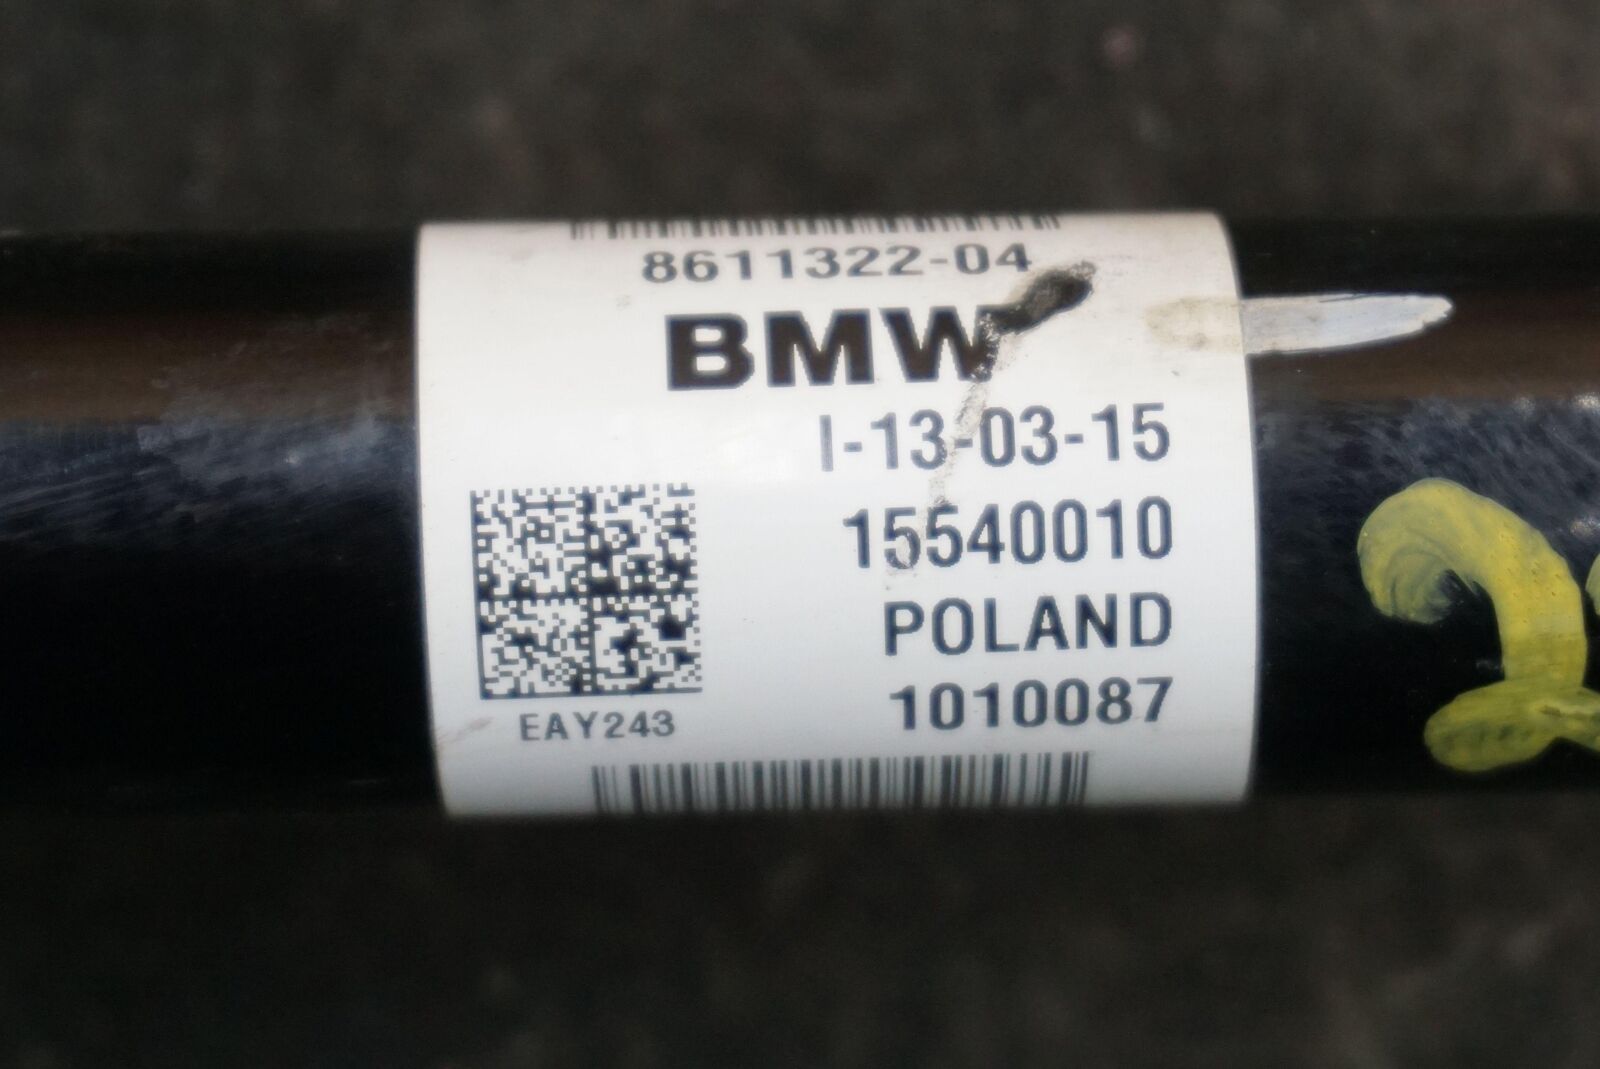 8611322-04
BMW
I-13-03-15
15540010
POLAND
1010087
EAY243